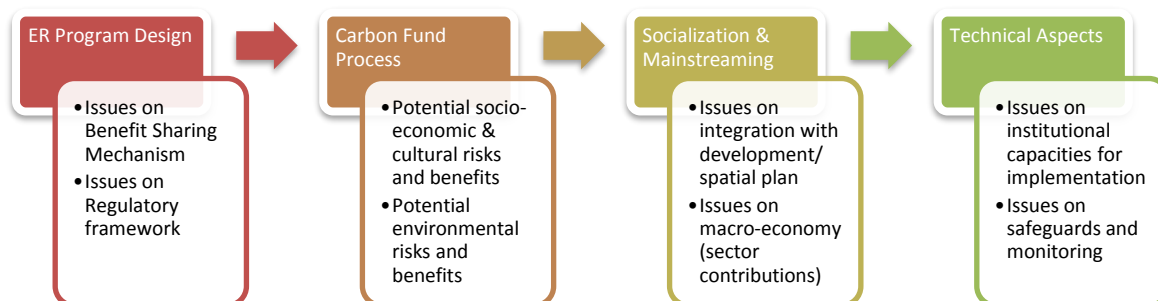 ER Program Design
•Issues on
Benefit Sharing
Mechanism
•Issues on
Regulatory
framework
Carbon Fund
Process
•Potential socio-
economic &
cultural risks
and benefits
•Potential
environmental
risks and
benefits
Socialization &
Mainstreaming
•Issues on
integration with
development/
spatial plan
•Issues on
macro-economy
(sector
contributions)
Technical Aspects
•Issues on
institutional
capacities for
implementation
•Issues on
safeguards and
monitoring